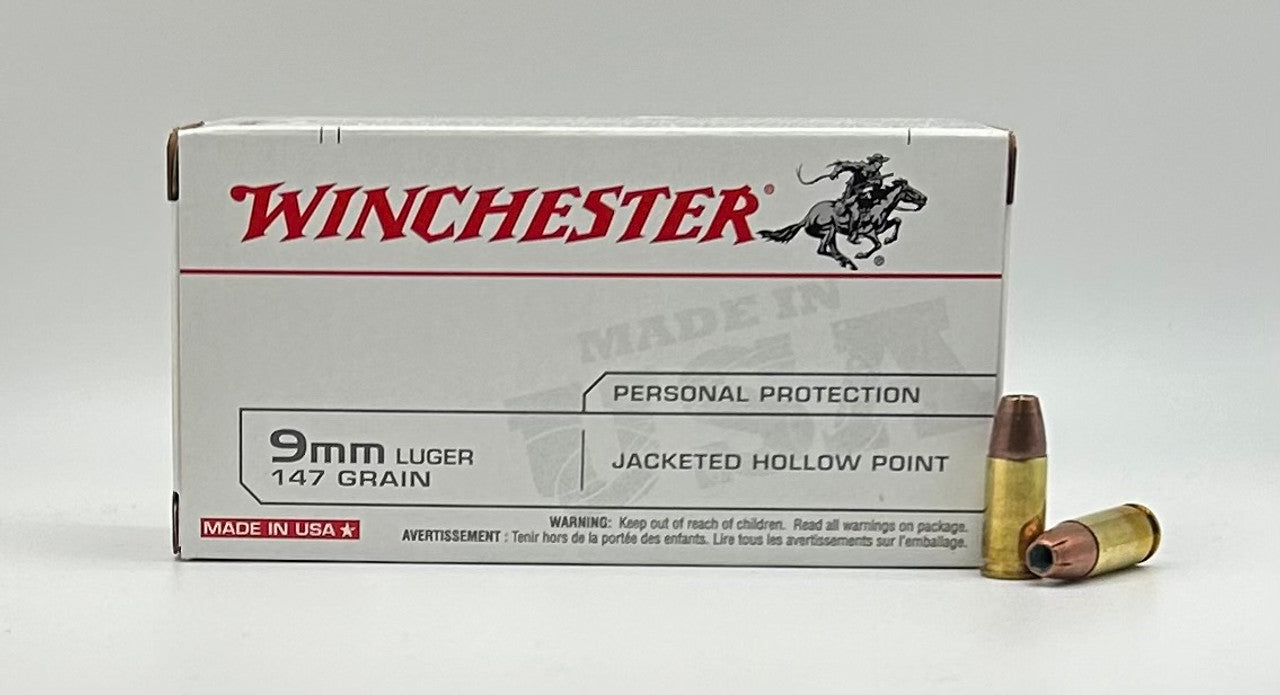 WINCHESTER®
®
MADE IN
USA
PERSONAL PROTECTION
9mm LUGER
147 GRAIN
JACKETED HOLLOW POINT
MADE IN USA★
WARNING: Keep out of reach of children. Read all warnings on package.
AVERTISSEMENT : Tenir hors de la portée des enfants. Lire tous les avertissements sur l'emballage.